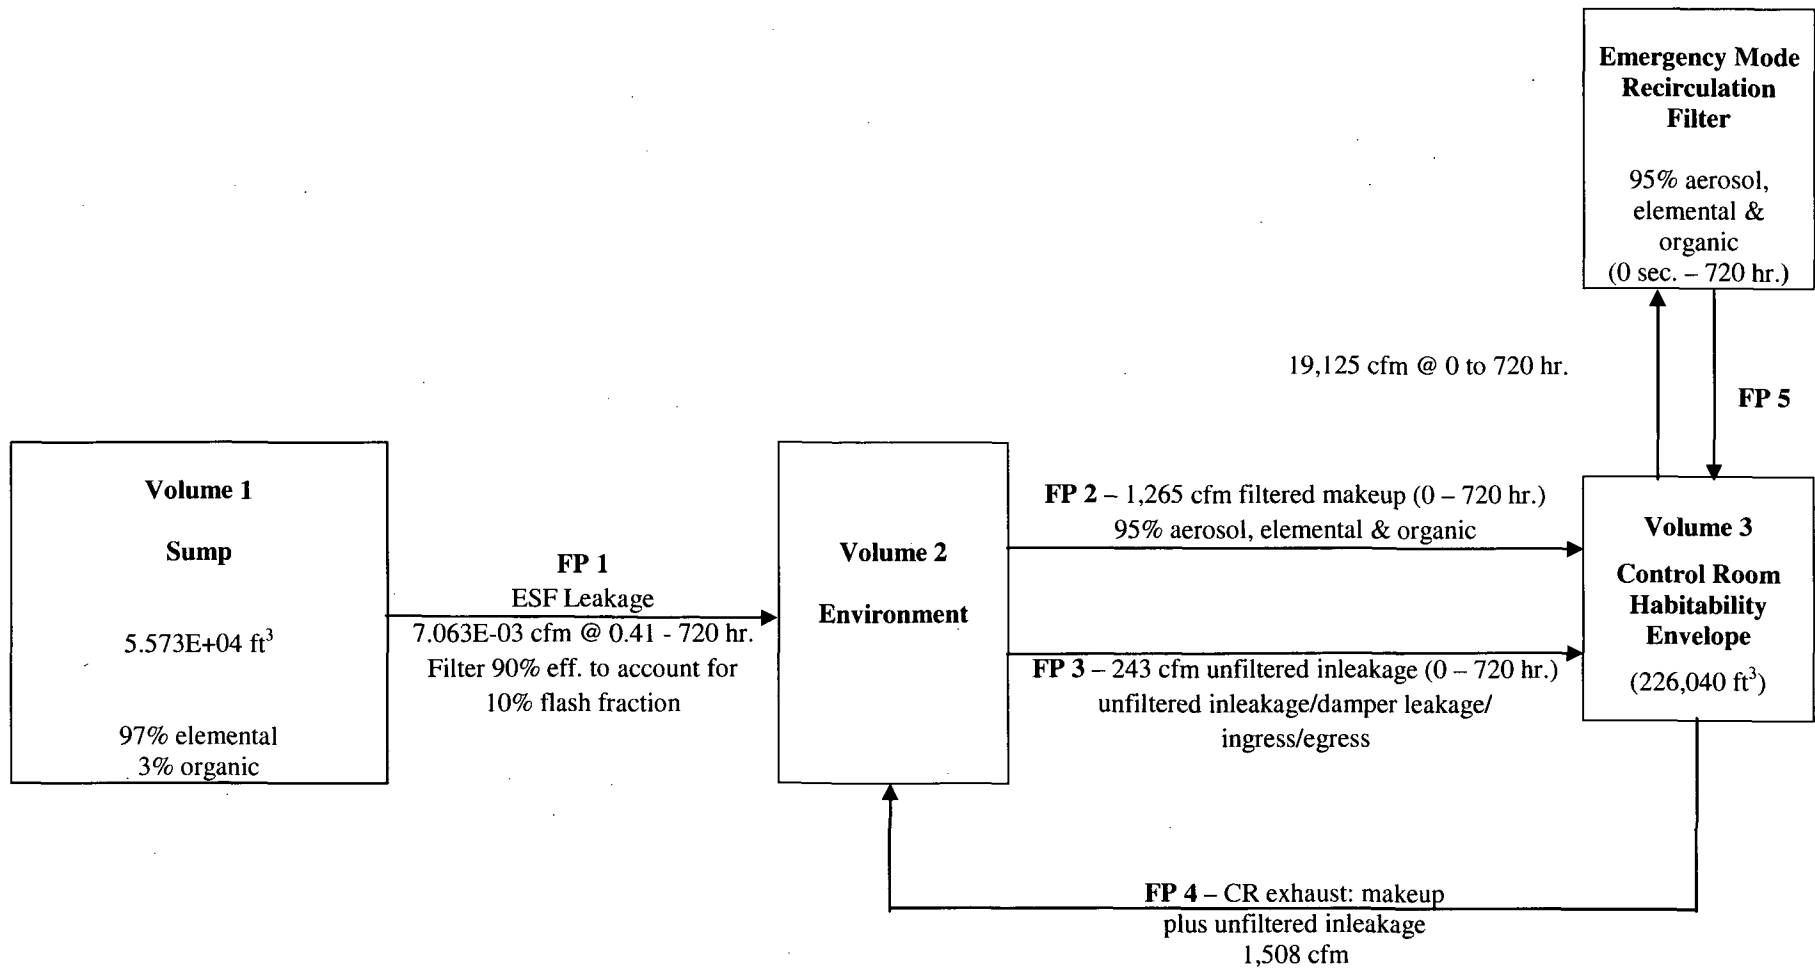 Emergency Mode
Recirculation
Filter
95% aerosol,
elemental &
organic
(0 sec. – 720 hr.)
19,125 cfm @ 0 to 720 hr.
FP 5
Volume 1
Sump
5.573E+04 ft³
97% elemental
3% organic
FP 1
ESF Leakage
7.063E-03 cfm @ 0.41 - 720 hr.
Filter 90% eff. to account for
10% flash fraction
Volume 2
Environment
FP 2 – 1,265 cfm filtered makeup (0 – 720 hr.)
95% aerosol, elemental & organic
FP 3 – 243 cfm unfiltered inleakage (0 – 720 hr.)
unfiltered inleakage/damper leakage/
ingress/egress
Volume 3
Control Room
Habitability
Envelope
(226,040 ft³)
FP 4 – CR exhaust: makeup
plus unfiltered inleakage
1,508 cfm